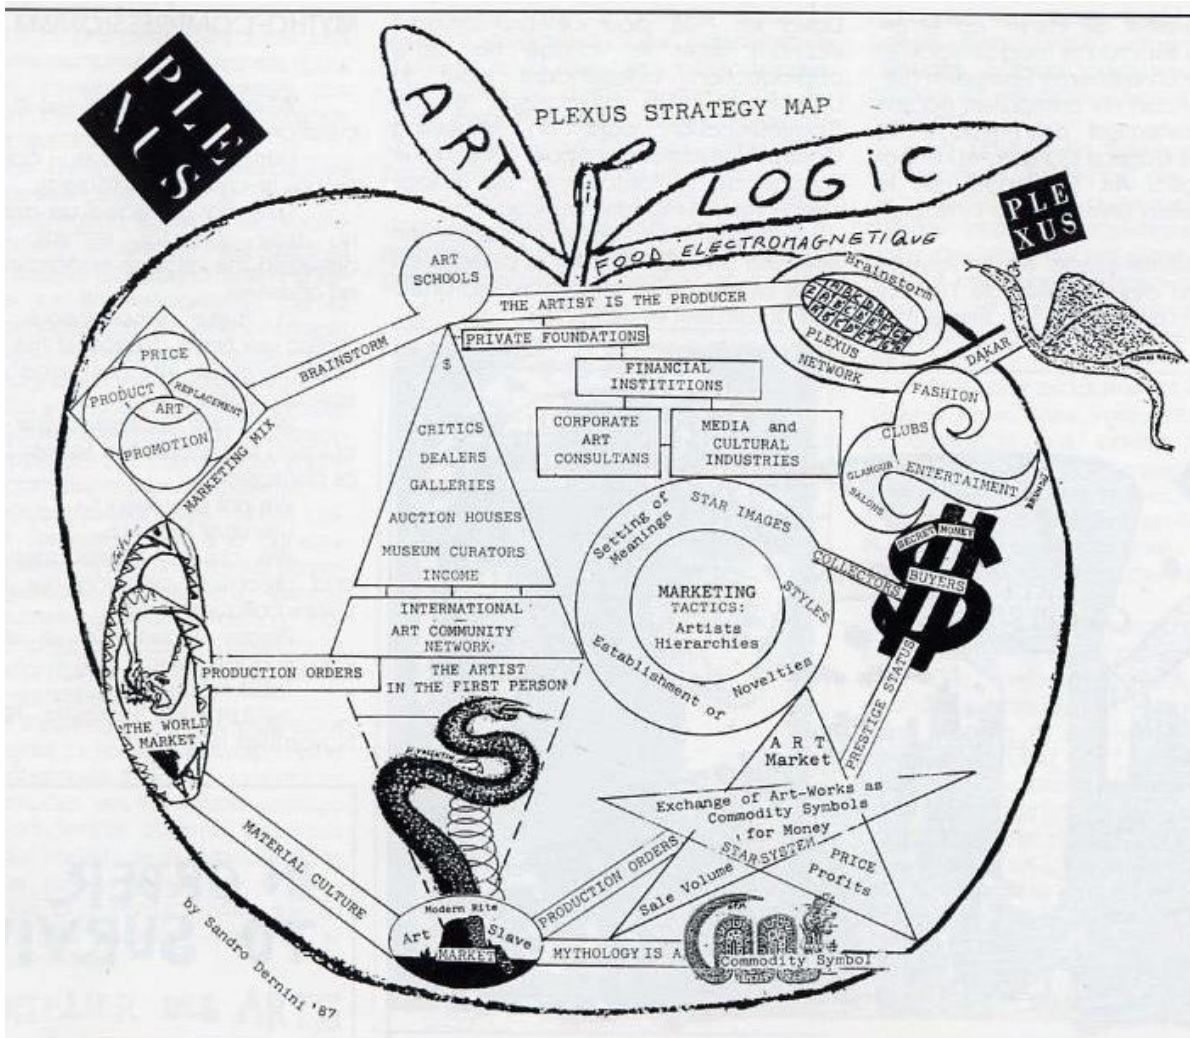 PLEXUS
PLEXUS STRATEGY MAP
ART
LOGIC
FOOD ELECTROMAGNETIQUE
PLE
XUS
ART
SCHOOLS
THE ARTIST IS THE PRODUCER
Brainstorm
PLEXUS
NETWORK
DAKAR
BRAINSTORM
PRIVATE FOUNDATIONS
FINANCIAL
INSTITITIONS
CORPORATE
ART
CONSULTANS
MEDIA and
CULTURAL
INDUSTRIES
PRICE
PRODUCT
REPLACEMENT
ART
PROMOTION
MARKETING MIX
$
CRITICS
DEALERS
GALLERIES
AUCTION HOUSES
MUSEUM CURATORS
INCOME
FASHION
CLUBS
GLAMOUR
ENTERTAIMENT
SALONS
SECRET MONEY
BUYERS
COLLECTORS
PRESTIGE STATUS
Setting of
Meanings
STAR IMAGES
STYLES
Establishment of Novelties
MARKETING
TACTICS:
Artists
Hierarchies
INTERNATIONAL
ART COMMUNITY
NETWORK
THE ARTIST
IN THE FIRST PERSON
PRODUCTION ORDERS
THE WORLD
MARKET
MATERIAL CULTURE
ART
Market
Exchange of Art-Works as
Commodity Symbols
for Money
STARSYSTEM
Sale Volume
PRICE
Profits
PRODUCTION ORDERS
Modern Rite
Art Slave
MARKET
MYTHOLOGY IS A
Commodity Symbol
by Sandro Dernini '87